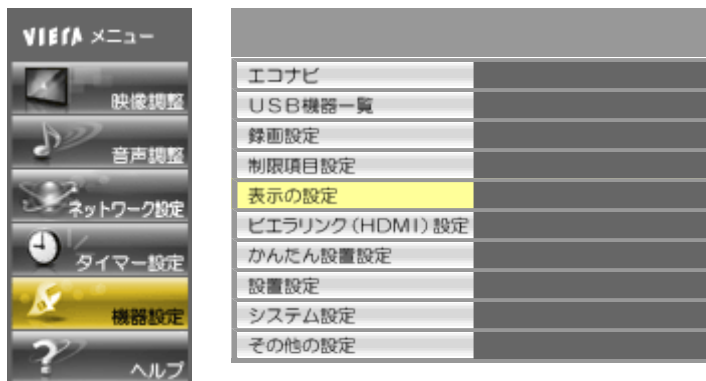 VIERA メニュー
映像調整
音声調整
ネットワーク設定
タイマー設定
機器設定
ヘルプ
エコナビ
USB機器一覧
録画設定
制限項目設定
表示の設定
ビエラリンク(HDMI)設定
かんたん設置設定
設置設定
システム設定
その他の設定